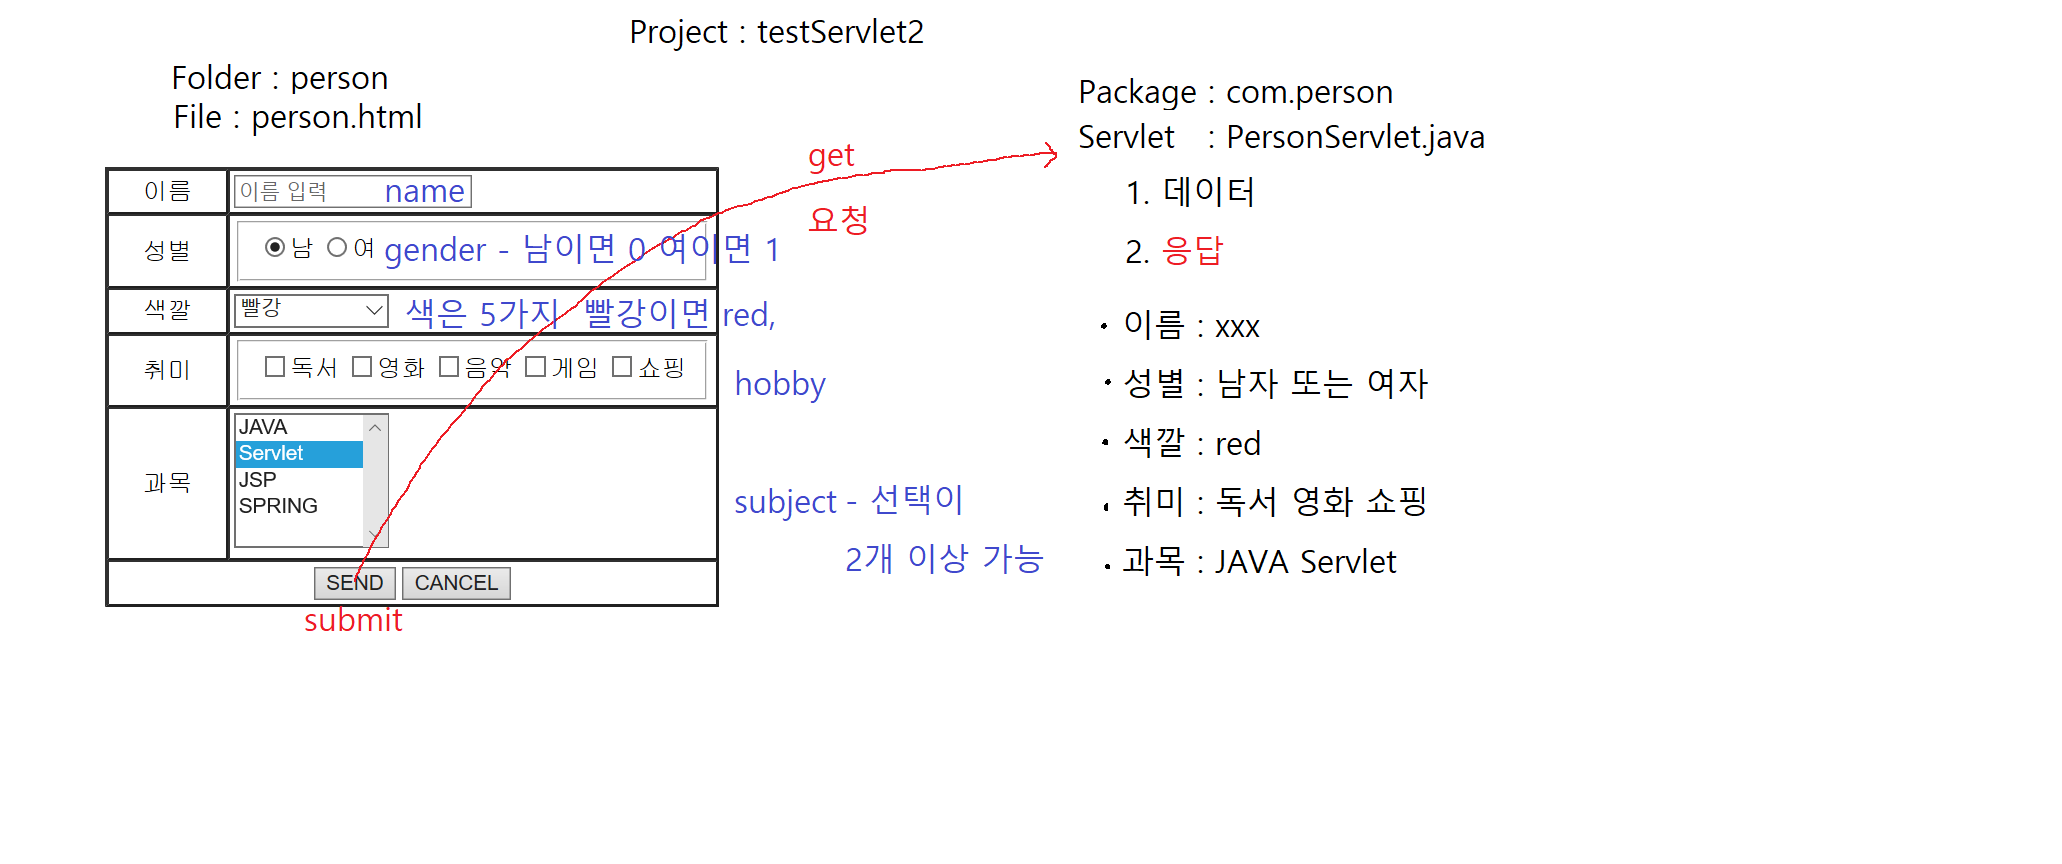 Project : testServlet2
Folder : person
File : person.html
Package : com.person
Servlet : PersonServlet.java
get
요청
1. 데이터
2. 응답
이름 이름 입력 name
성별 남 여 gender - 남이면 0 여이면 1
색깔 빨강 색은 5가지 빨강이면 red,
취미 독서 영화 음악 게임 쇼핑
hobby
과목
JAVA
Servlet
JSP
SPRING
subject - 선택이
2개 이상 가능
SEND CANCEL
submit
· 이름 : xxx
· 성별 : 남자 또는 여자
· 색깔 : red
· 취미 : 독서 영화 쇼핑
· 과목 : JAVA Servlet